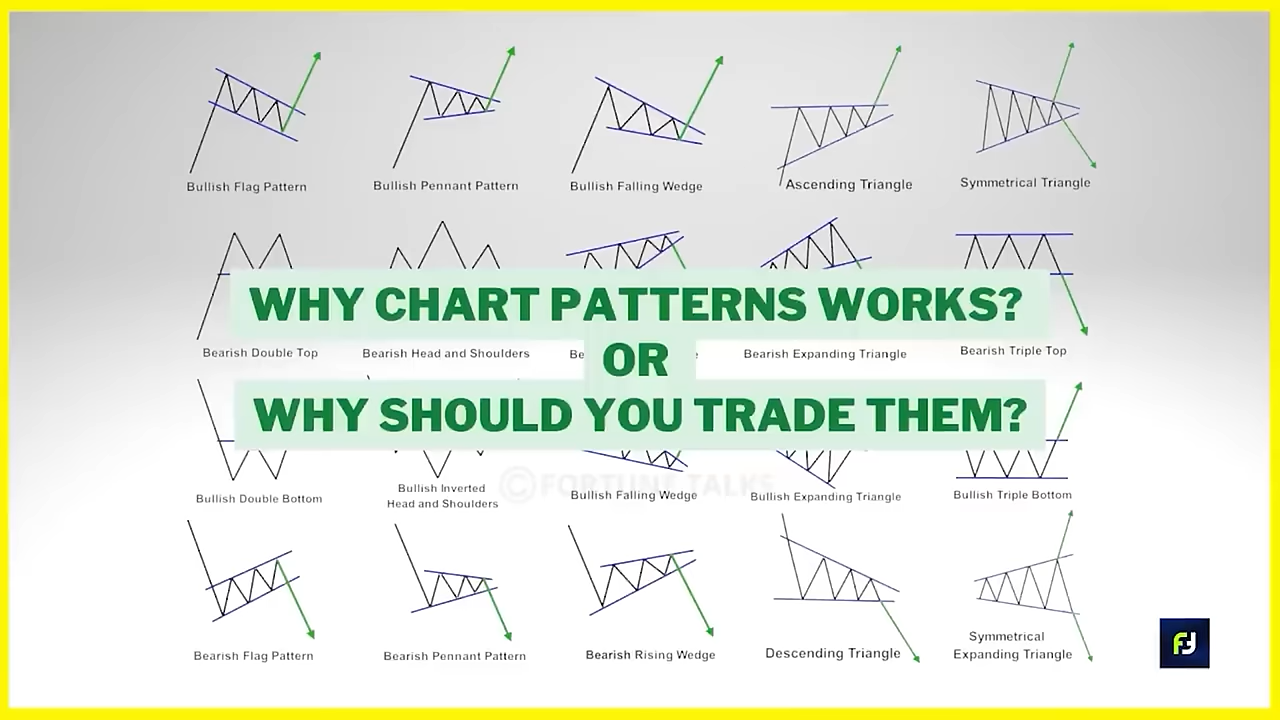 Bullish Flag Pattern
Bullish Pennant Pattern
Bullish Falling Wedge
Ascending Triangle
Symmetrical Triangle
WHY CHART PATTERNS WORKS?
OR
WHY SHOULD YOU TRADE THEM?
Bearish Double Top
Bearish Head and Shoulders
Be
Bearish Expanding Triangle
Bearish Triple Top
© FORTUNE TALKS
Bullish Double Bottom
Bullish Inverted
Head and Shoulders
Bullish Falling Wedge
Bullish Expanding Triangle
Bullish Triple Bottom
Bearish Flag Pattern
Bearish Pennant Pattern
Bearish Rising Wedge
Descending Triangle
Symmetrical
Expanding Triangle